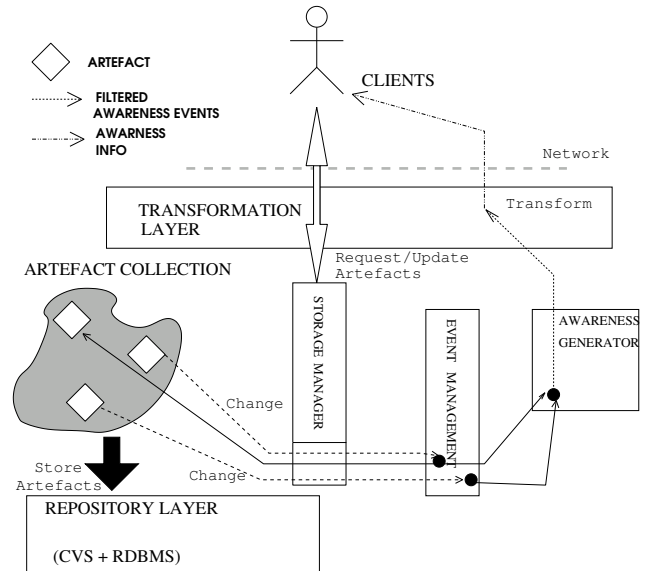 ARTEFACT
FILTERED
AWARENESS EVENTS
AWARNESS
INFO
CLIENTS
Network
TRANSFORMATION
LAYER
Transform
Request/Update
Artefacts
ARTEFACT COLLECTION
STORAGE MANAGER
EVENT MANAGEMENT
AWARENESS
GENERATOR
Change
Change
Store
Artefacts
REPOSITORY LAYER
(CVS + RDBMS)